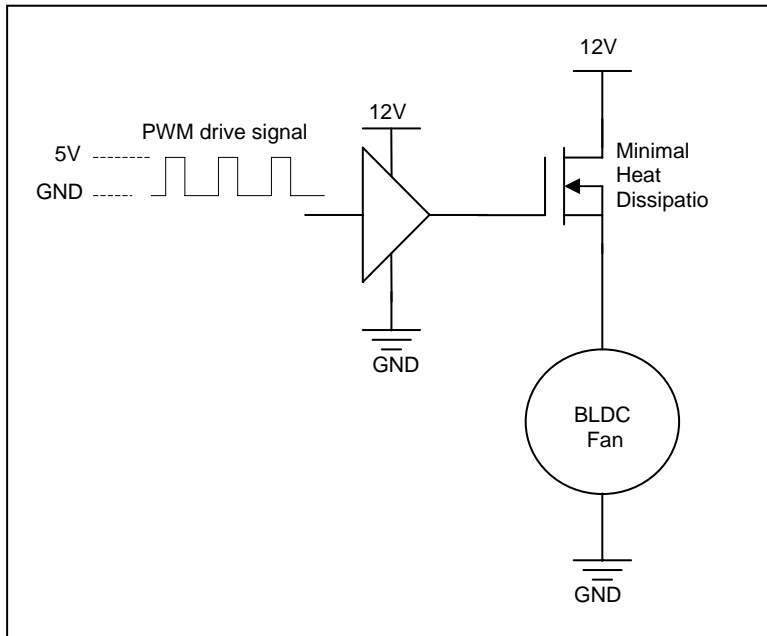 12V
12V
PWM drive signal
5V
GND
Minimal
Heat
Dissipatio
GND
BLDC
Fan
GND